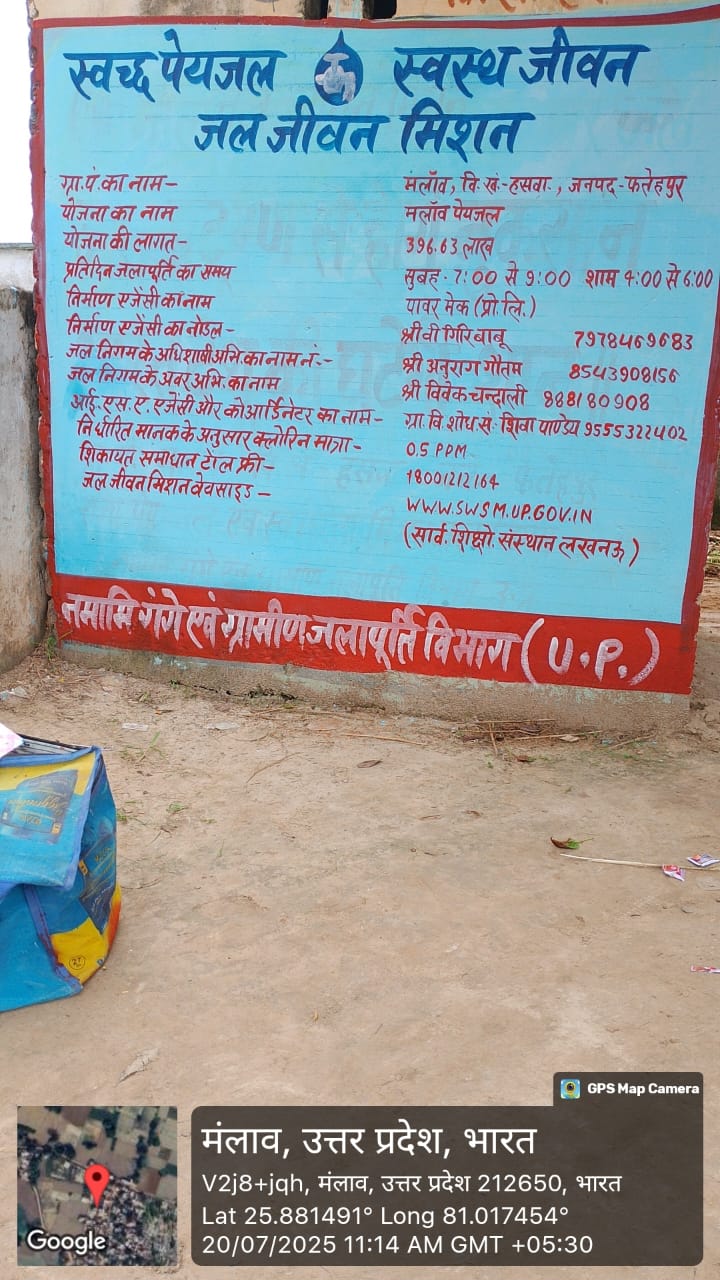 स्वच्छ पेयजल स्वस्थ जीवन
जल जीवन मिशन
ग्रा.पं.का नाम- मंलॉव, वि.खं:-हसवा., जनपद-फतेहपुर
योजना का नाम मलॉव पेयजल
योजना की लागत- 396.63 लाख
प्रतिदिन जलापूर्ति का समय सुबह - 7:00 से 9:00 शाम 4:00 से 6:00
निर्माण एजेंसी का नाम पावर मेक (प्रो.लि.)
निर्माण एजेंसी का नोडल- श्री वी गिरि बाबू 7978469683
जल निगम के अधिशाषी अभि.का नाम नं:- श्री अनुराग गौतम 8543908156
जल निगम के अवर अभि.का नाम श्री विवेक चन्दाली 888180908
आई.एस.ए.एजेंसी और कोआर्डिनेटर का नाम- ग्रा.वि.शोध.सं- शिवा पाण्डेय 9555322402
निर्धारित मानक के अनुसार क्लोरिन मात्रा- 0.5 PPM
शिकायत समाधान टोल फ्री- 18001212164
जल जीवन मिशन वेवसाइड- WWW.SWSM.UP.GOV.IN
(सार्व. शिक्षो. संस्थान लखनऊ)
नमामि गंगे एवं ग्रामीण जलापूर्ति विभाग (U.P.)
GPS Map Camera
मंलाव, उत्तर प्रदेश, भारत
V2j8+jqh, मंलाव, उत्तर प्रदेश 212650, भारत
Lat 25.881491° Long 81.017454°
20/07/2025 11:14 AM GMT +05:30
Google